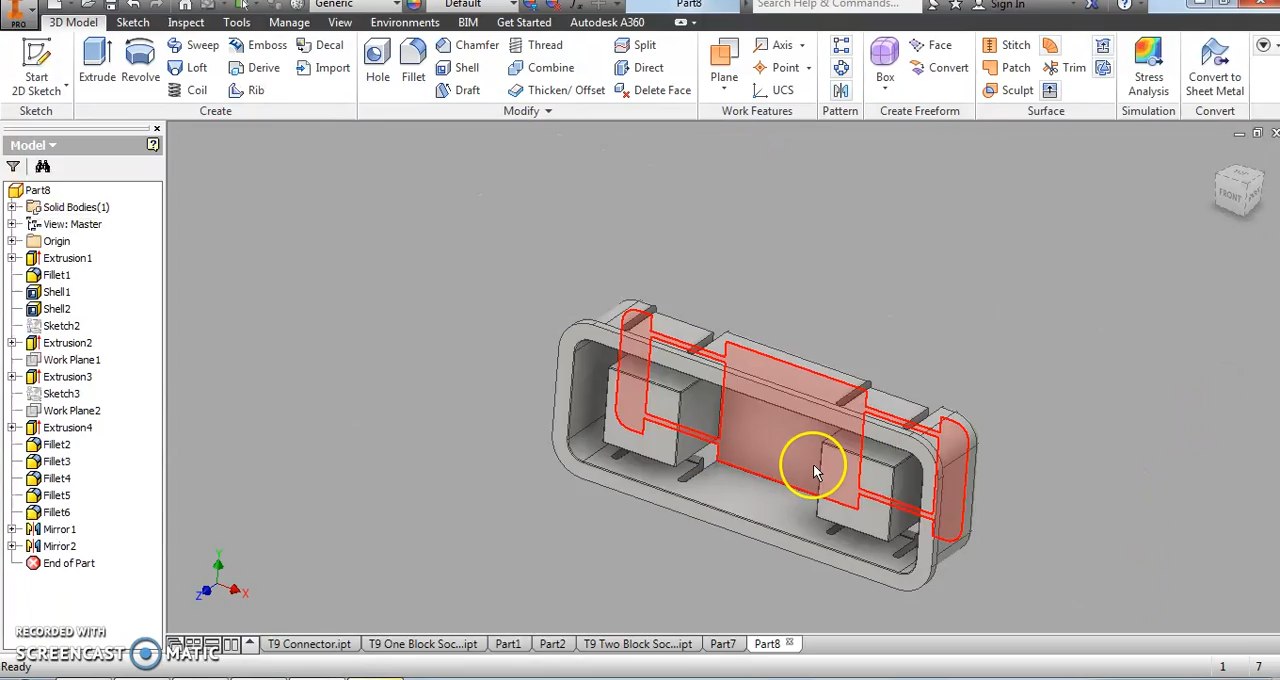 Generic Default Part8 Search Help & Commands... Sign In
PRO 3D Model Sketch Inspect Tools Manage View Environments BIM Get Started Autodesk A360
Start 2D Sketch Extrude Revolve Sweep Emboss Decal Hole Fillet Chamfer Thread Split Plane Axis Box Face Stitch Stress Analysis Convert to Sheet Metal
Loft Derive Import Shell Combine Direct Point Convert Patch Trim
Coil Rib Draft Thicken/ Offset Delete Face UCS Sculpt
Sketch Create Modify Work Features Pattern Create Freeform Surface Simulation Convert
Model
Part8
Solid Bodies(1)
View: Master
Origin
Extrusion1
Fillet1
Shell1
Shell2
Sketch2
Extrusion2
Work Plane1
Extrusion3
Sketch3
Work Plane2
Extrusion4
Fillet2
Fillet3
Fillet4
Fillet5
Fillet6
Mirror1
Mirror2
End of Part
FRONT
Y
Z X
RECORDED WITH
SCREENCAST MATIC
T9 Connector.ipt T9 One Block Soc...ipt Part1 Part2 T9 Two Block Soc...ipt Part7 Part8
Ready 1 7